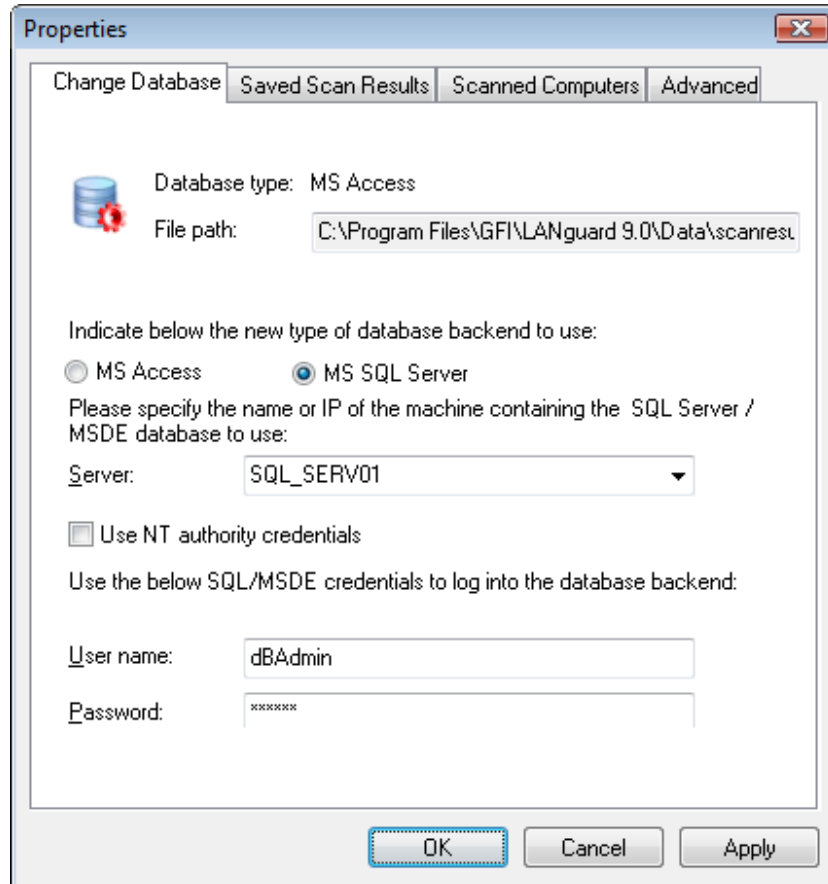 Properties
Change Database Saved Scan Results Scanned Computers Advanced
Database type: MS Access
File path: C:\Program Files\GFI\LANguard 9.0\Data\scanresu
Indicate below the new type of database backend to use:
MS Access MS SQL Server
Please specify the name or IP of the machine containing the SQL Server /
MSDE database to use:
Server: SQL_SERV01
Use NT authority credentials
Use the below SQL/MSDE credentials to log into the database backend:
User name: dBAdmin
Password: ******
OK Cancel Apply